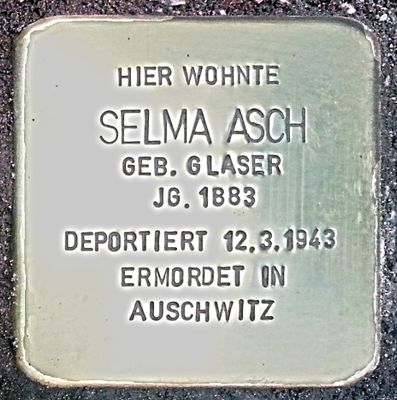 HIER WOHNTE
SELMA ASCH
GEB. GLASER
JG. 1883
DEPORTIERT 12.3.1943
ERMORDET IN
AUSCHWITZ